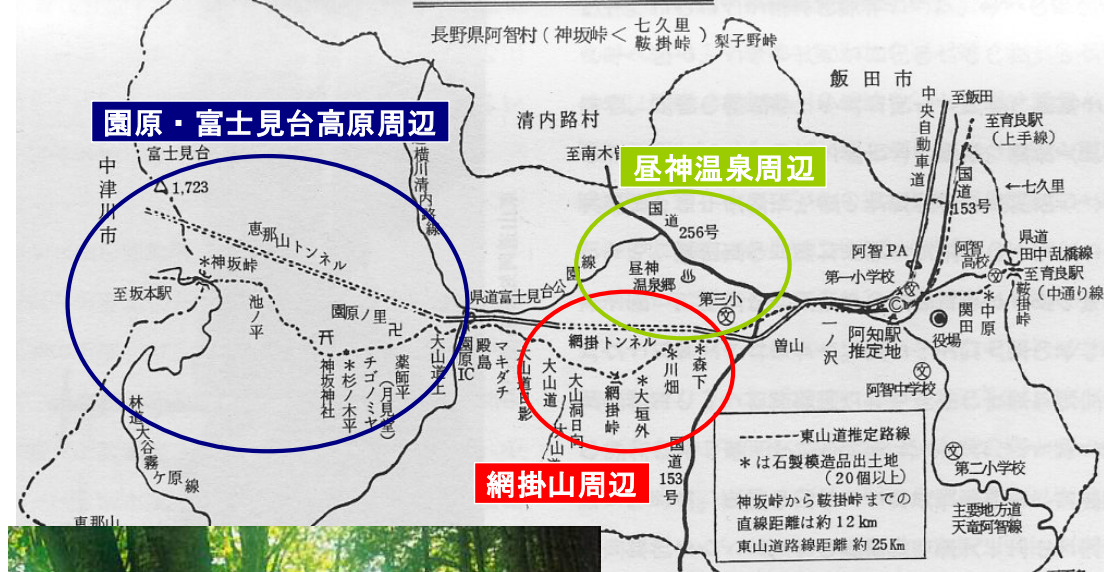 長野県阿智村(神坂峠<七久里 鞍掛峠)
梨子野峠
飯田市
園原・富士見台高原周辺
清内路村
中央自動車道
至飯田
至育良駅
(上手線)
国道153号
←七久里
昼神温泉周辺
至南木曽
横川清内路線
中津川市
富士見台
1,723
恵那山トンネル
国道256号
阿智PA
阿智高校
県道
田中乱橋線
*神坂峠
至坂本駅
池ノ平
園原ノ里
県道富士見台公園線
昼神
温泉郷
第三小
第一小学校
至育良駅
(中通り線)
鞍掛峠
*中原
関田
役場
阿知駅
推定地
一ノ沢
曽山
網掛トンネル
神坂神社
*杉ノ木平
チゴノミヤ
(月見堂)
薬師平
大山道上
園原IC
殿島
マキダチ
大山道日影
大山道
大洞日向
網掛峠
*大垣外
*川畑
*森下
阿智中学校
国道153号
網掛山周辺
林道大谷霧ケ原線
恵那山
東山道推定路線
*は石製模造品出土地
(20個以上)
神坂峠から鞍掛峠までの
直線距離は約12km
東山道路線距離 約25Km
第二小学校
主要地方道
天竜阿智線